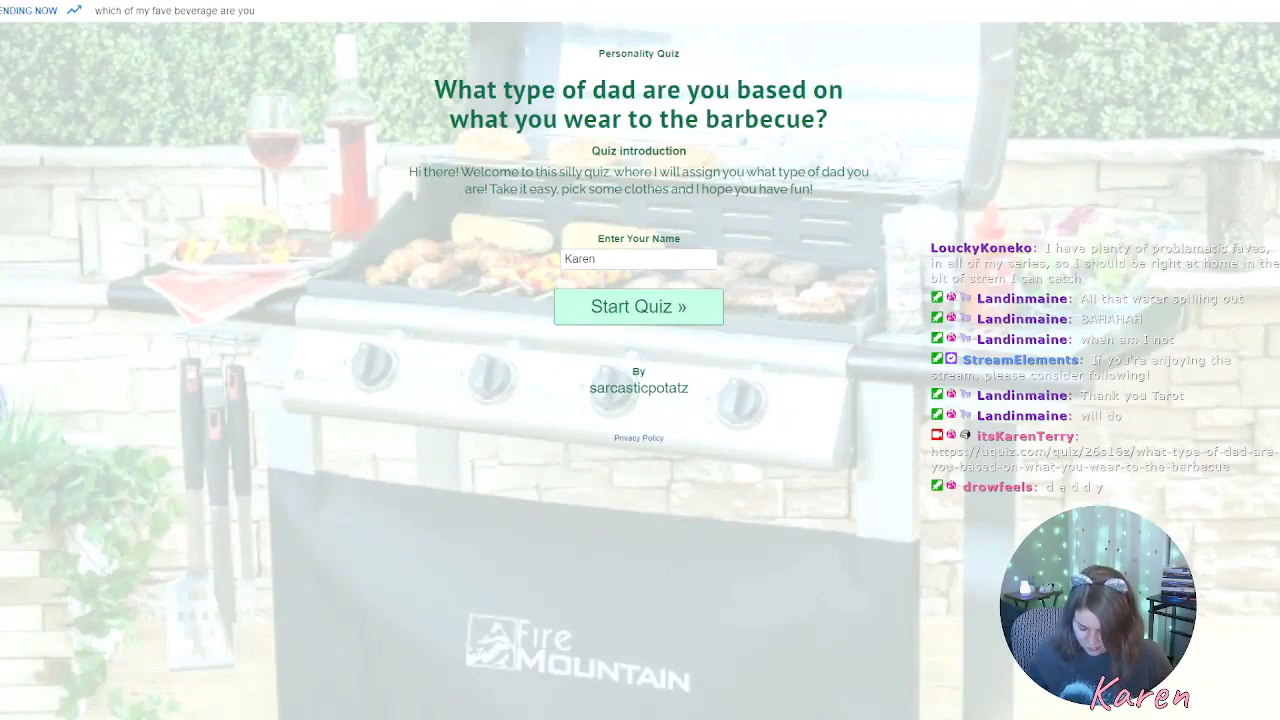 ENDING NOW which of my fave beverage are you
Personality Quiz
What type of dad are you based on
what you wear to the barbecue?
Quiz introduction
Hi there! Welcome to this silly quiz, where I will assign you what type of dad you
are! Take it easy, pick some clothes and I hope you have fun!
Enter Your Name
Karen
Start Quiz »
By
sarcasticpotatz
Privacy Policy
LouckyKoneko: I have plenty of problematic faves,
in all of my series, so I should be right at home in the
bit of strem I can catch
Landinmaine: All that water spilling out
Landinmaine: BAHAHAH
Landinmaine: when am I not
StreamElements: If you're enjoying the
stream, please consider following!
Landinmaine: Thank you Tarot
Landinmaine: will do
itsKarenTerry:
https://uquiz.com/quiz/26s16z/what-type-of-dad-are-
you-based-on-what-you-wear-to-the-barbecue
drowfeels: d a d d y
Fire
MOUNTAIN
Karen